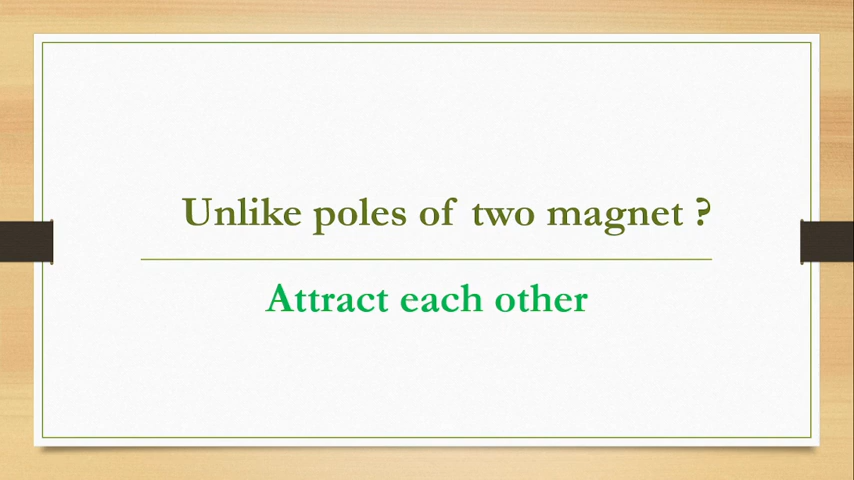 Unlike poles of two magnet ?
Attract each other